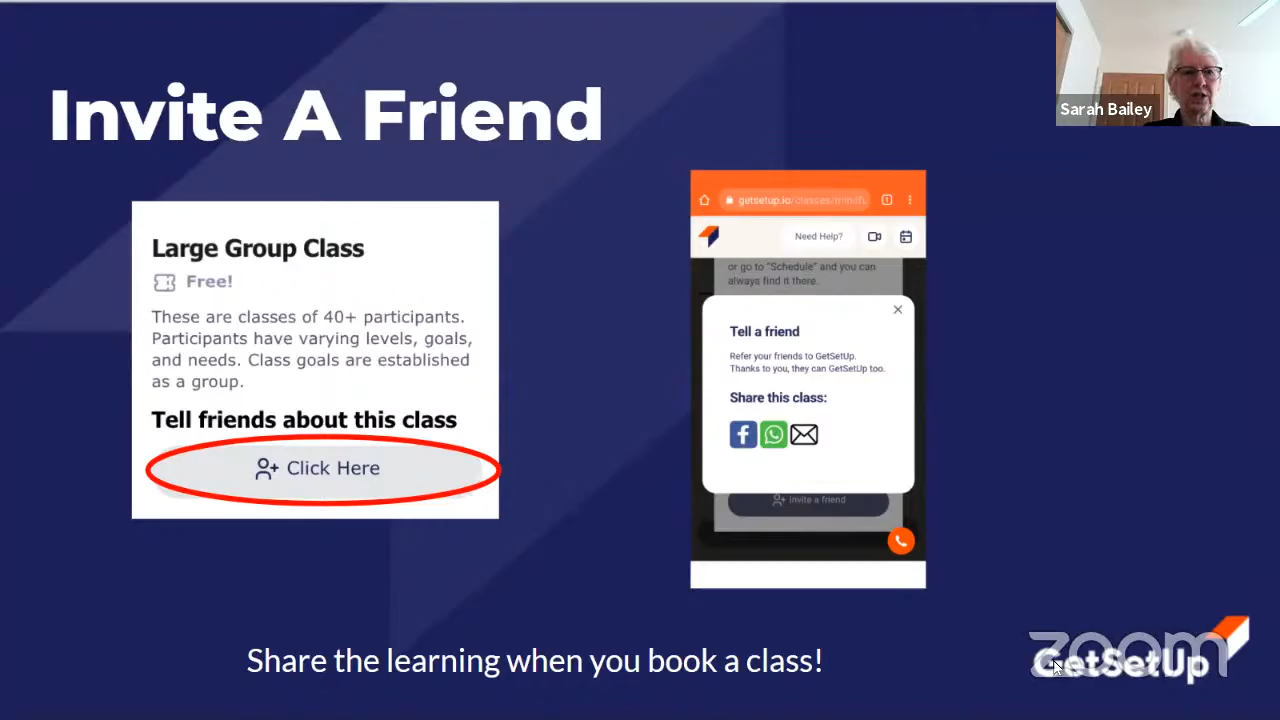 Invite A Friend
Sarah Bailey
Large Group Class
Free!
These are classes of 40+ participants.
Participants have varying levels, goals,
and needs. Class goals are established
as a group.
Tell friends about this class
Click Here
getsetup.io/classes/mindfu
Need Help?
or go to "Schedule" and you can
always find it there.
Tell a friend
Refer your friends to GetSetUp.
Thanks to you, they can GetSetUp too.
Share this class:
Invite a friend
Share the learning when you book a class!
zoom
GetSetUp